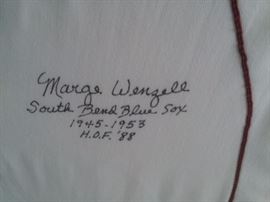 Marge Wenzell
South Bend Blue Sox
1945-1953
H.O.F. '88